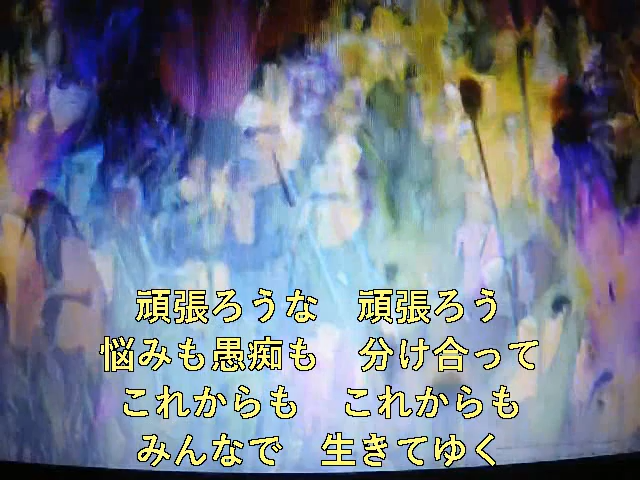 頑張ろうな　頑張ろう
悩みも愚痴も　分け合って
これからも　これからも
みんなで　生きてゆく